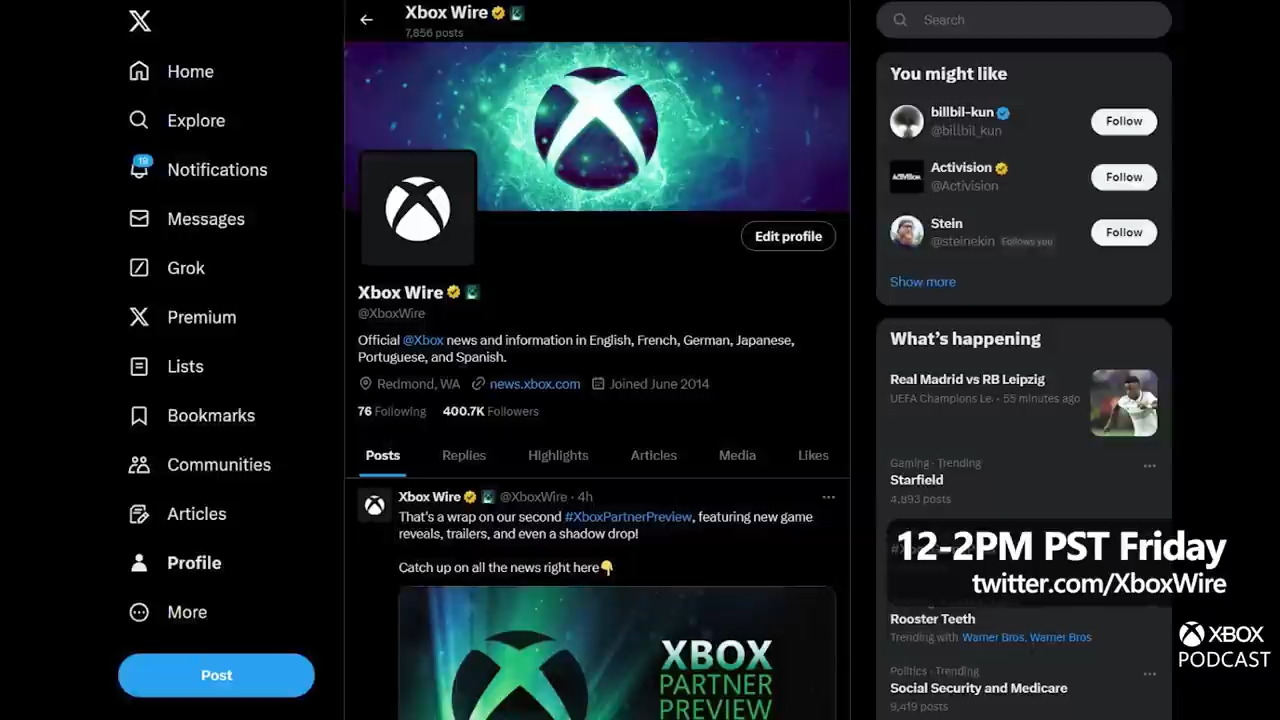 Home
Explore
19
Notifications
Messages
Grok
Premium
Lists
Bookmarks
Communities
Articles
Profile
More
Post
Xbox Wire
7,856 posts
Edit profile
Xbox Wire
@XboxWire
Official @Xbox news and information in English, French, German, Japanese,
Portuguese, and Spanish.
Redmond, WA news.xbox.com Joined June 2014
76 Following 400.7K Followers
Posts Replies Highlights Articles Media Likes
Xbox Wire @XboxWire · 4h
That's a wrap on our second #XboxPartnerPreview, featuring new game
reveals, trailers, and even a shadow drop!
Catch up on all the news right here
XBOX
PARTNER
PREVIEW
Search
You might like
billbil-kun
@billbil_kun
Follow
Activision
@Activision
Follow
Stein
@steinekin Follows you
Follow
Show more
What's happening
Real Madrid vs RB Leipzig
UEFA Champions Le. · 55 minutes ago
Gaming · Trending
Starfield
4,893 posts
12-2PM PST Friday
twitter.com/XboxWire
Rooster Teeth
Trending with Warner Bros, Warner Bros
Politics · Trending
Social Security and Medicare
9,419 posts
XBOX
PODCAST